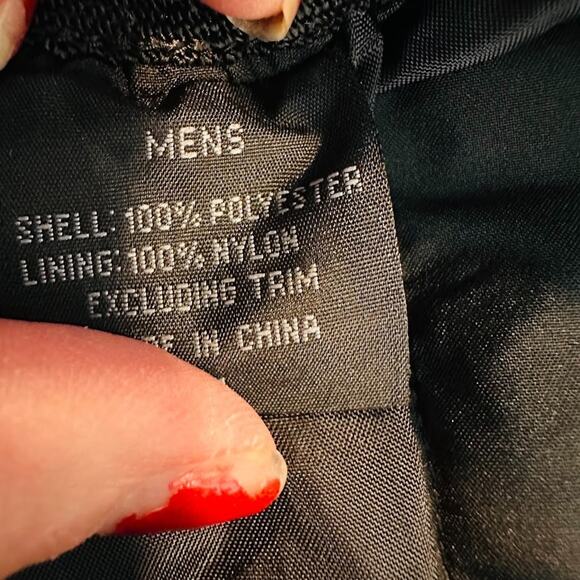 MENS
SHELL: 100% POLYESTER
LINING: 100% NYLON
EXCLUDING TRIM
IN CHINA